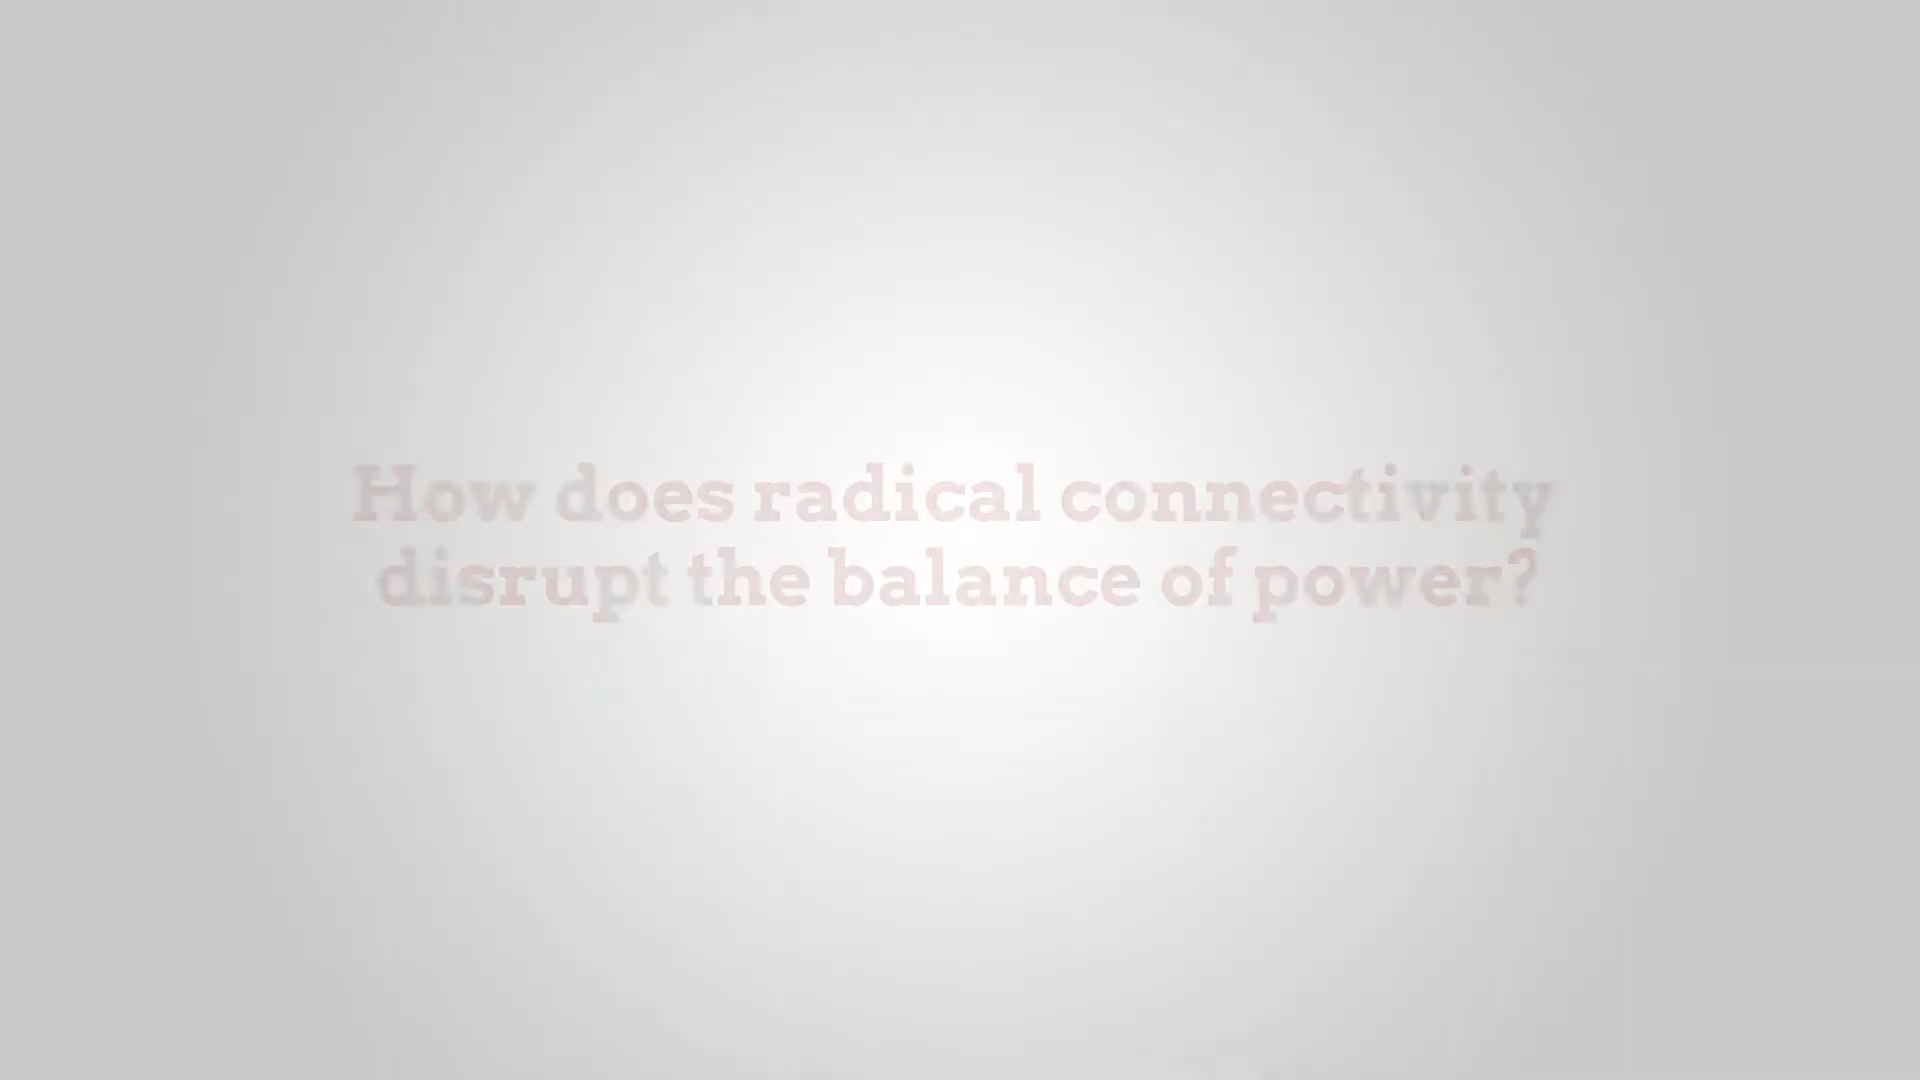 How does radical connectivity
disrupt the balance of power?